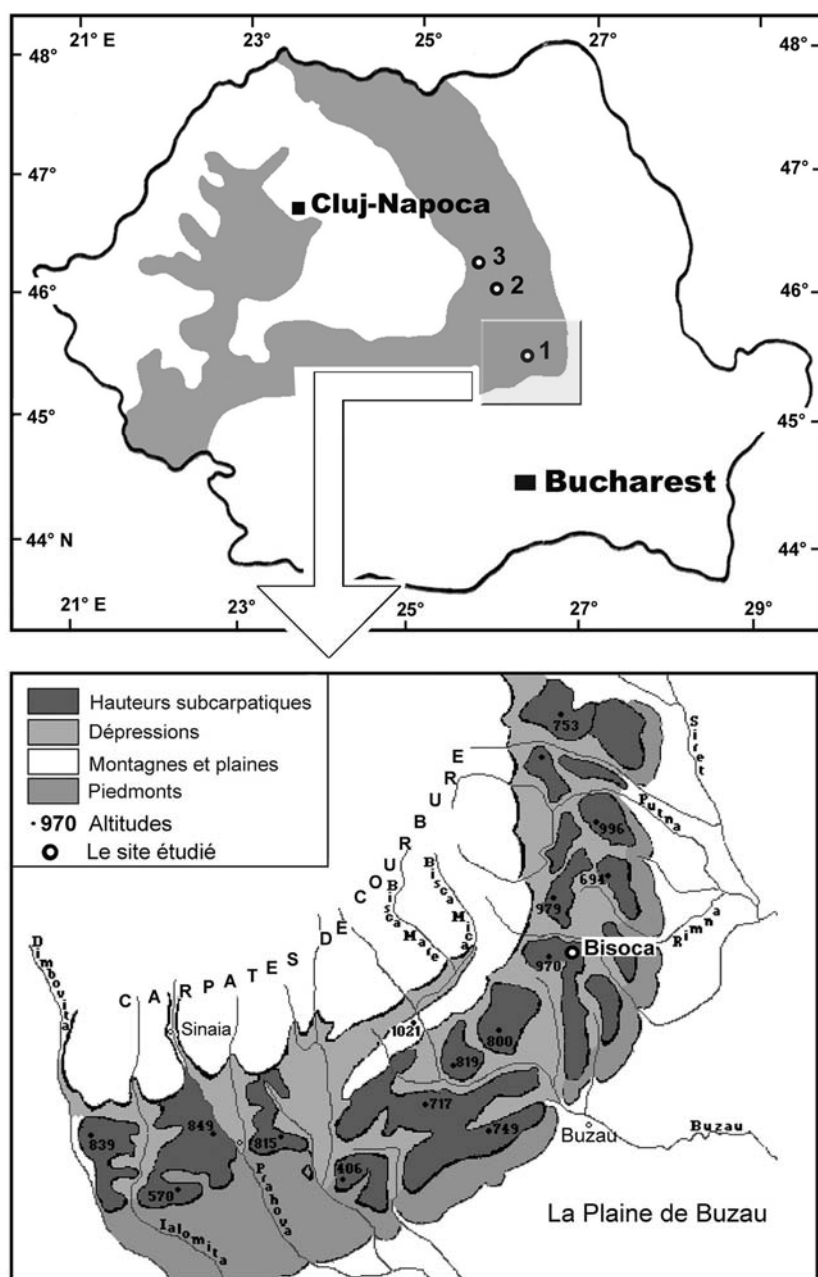 21° E 23° 25° 27°
48° 48°
47° 47°
Cluj-Napoca
3
46° 2 46°
1
45° 45°
Bucharest
44° N 44°
21° E 23° 25° 27° 29°
Hauteurs subcarpatiques
Dépressions
Montagnes et plaines
Piedmonts
970 Altitudes
Le site étudié
CARPATES DE COURBURE
753
Siret
Putna
996
694
979
Rimna
Bisoca
970
Bisca Mare
Bisca Mica
Dimbovita
Sinaia
1021
800
819
717
749
Buzau
Buzau
839
849
815
406
570
Prahova
Ialomita
La Plaine de Buzau